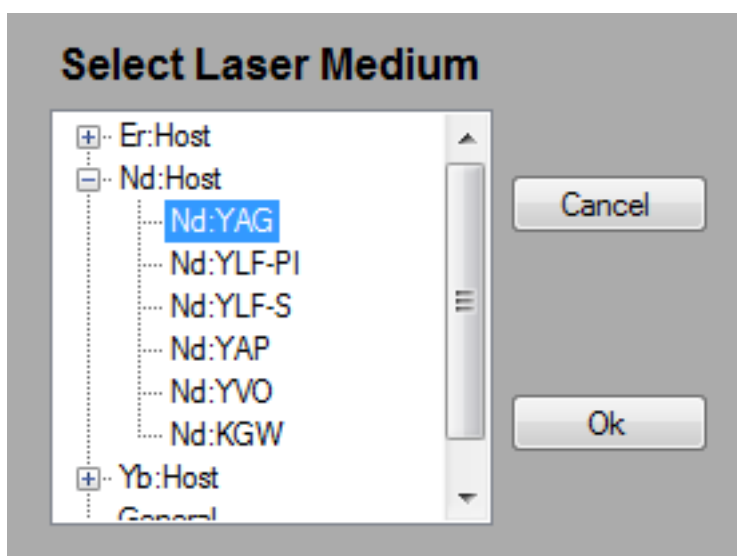 Select Laser Medium
Er:Host
Nd:Host
Nd:YAG
Cancel
Nd:YLF-PI
Nd:YLF-S
Nd:YAP
Nd:YVO
Ok
Nd:KGW
Yb:Host
General